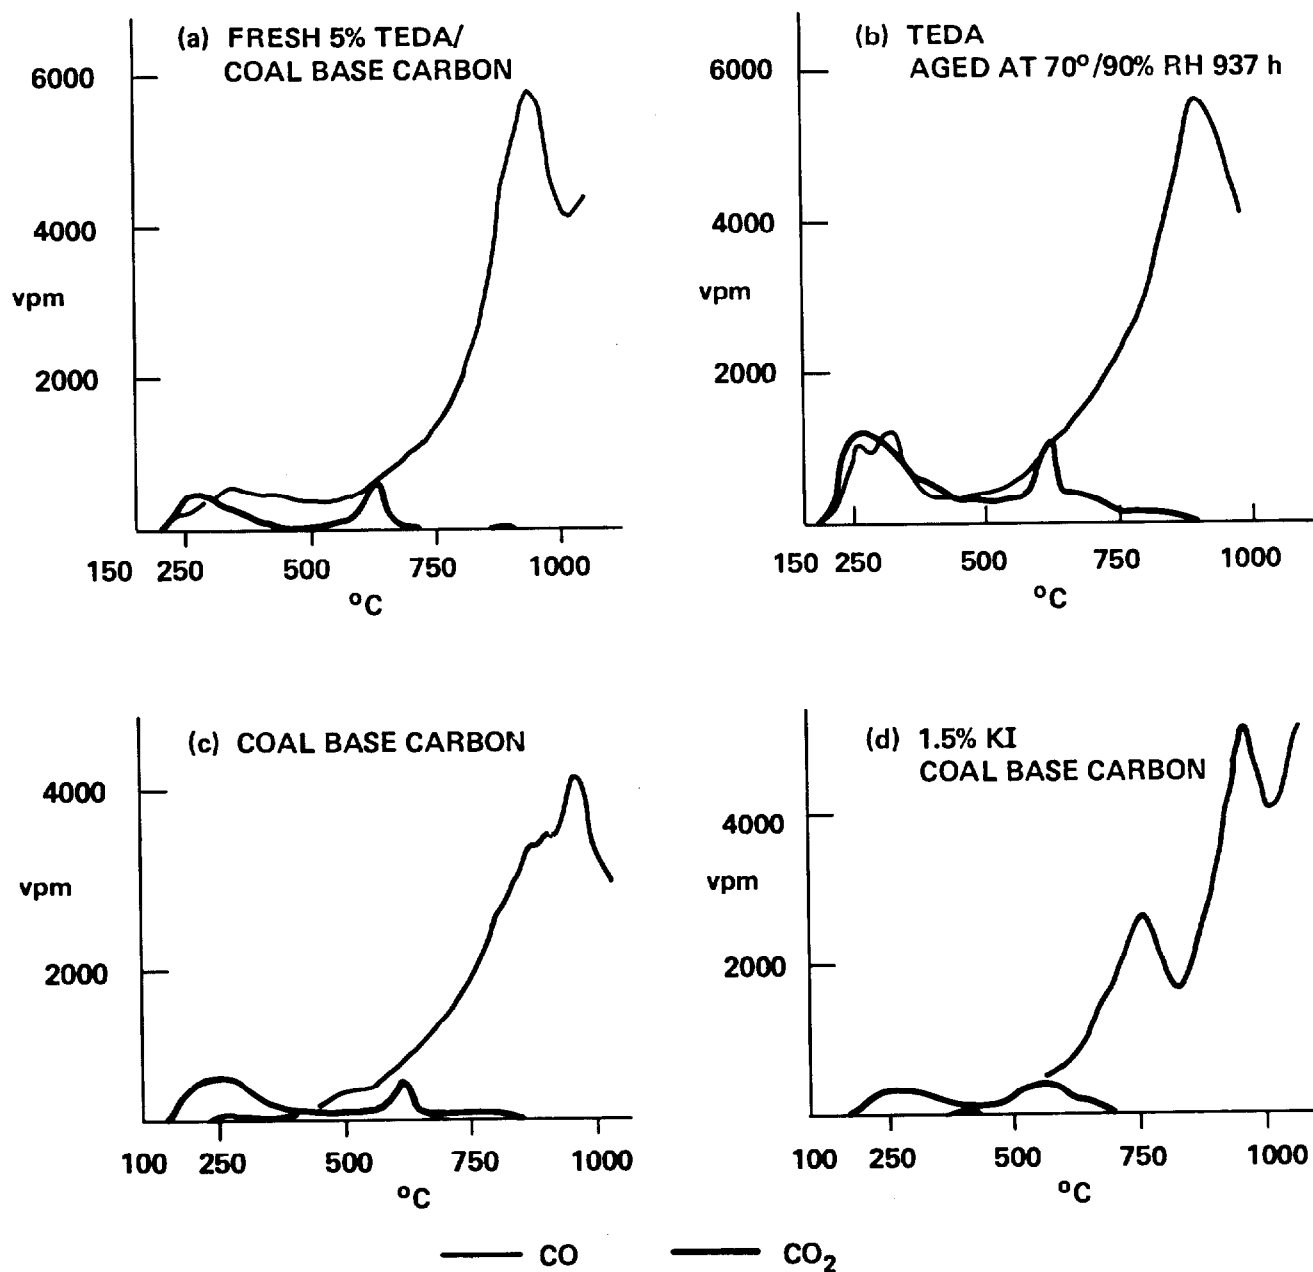 (a) FRESH 5% TEDA/
COAL BASE CARBON
6000
4000
vpm
2000
150 250 500 750 1000
°C
(b) TEDA
AGED AT 70°/90% RH 937 h
6000
4000
vpm
2000
150 250 500 750 1000
°C
(c) COAL BASE CARBON
4000
vpm
2000
100 250 500 750 1000
°C
(d) 1.5% KI
COAL BASE CARBON
4000
vpm
2000
100 250 500 750 1000
°C
CO CO₂